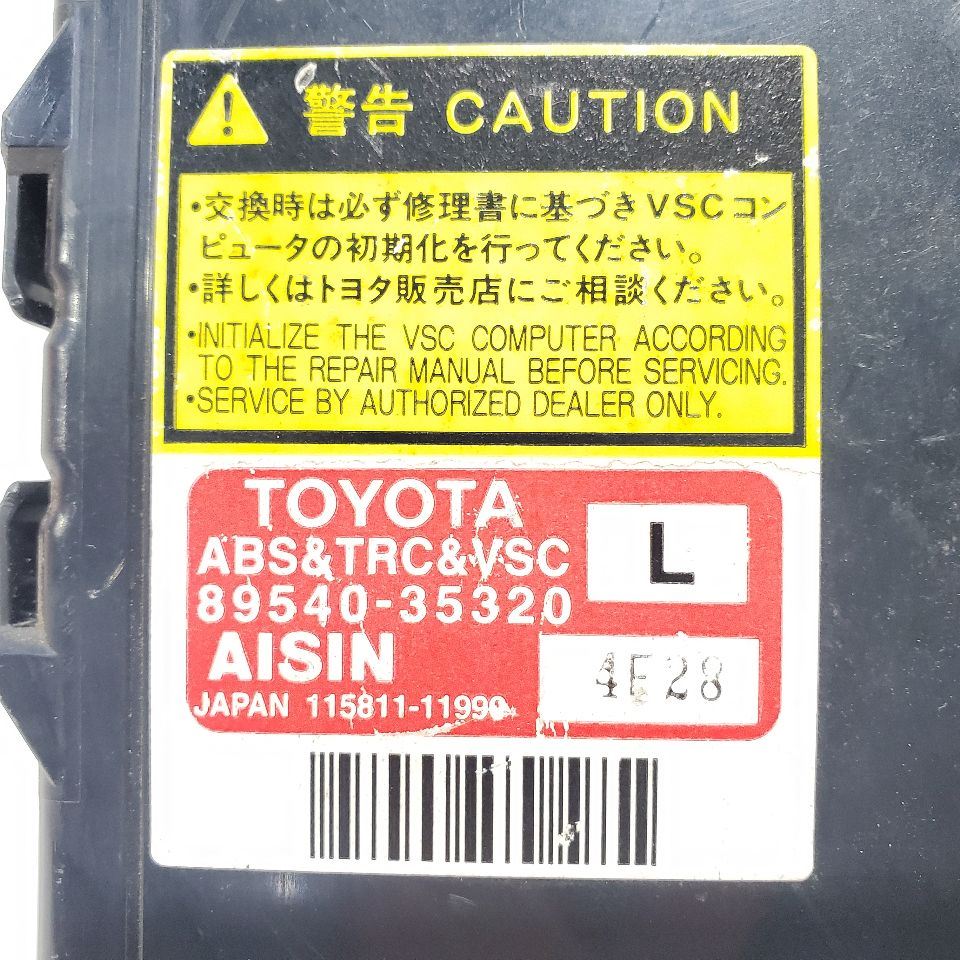 警告 CAUTION
・交換時は必ず修理書に基づきVSCコン
ピュータの初期化を行ってください。
・詳しくはトヨタ販売店にご相談ください。
・INITIALIZE THE VSC COMPUTER ACCORDING
TO THE REPAIR MANUAL BEFORE SERVICING.
・SERVICE BY AUTHORIZED DEALER ONLY.
TOYOTA
ABS&TRC&VSC
L
89540-35320
AISIN
4E28
JAPAN 115811-11990